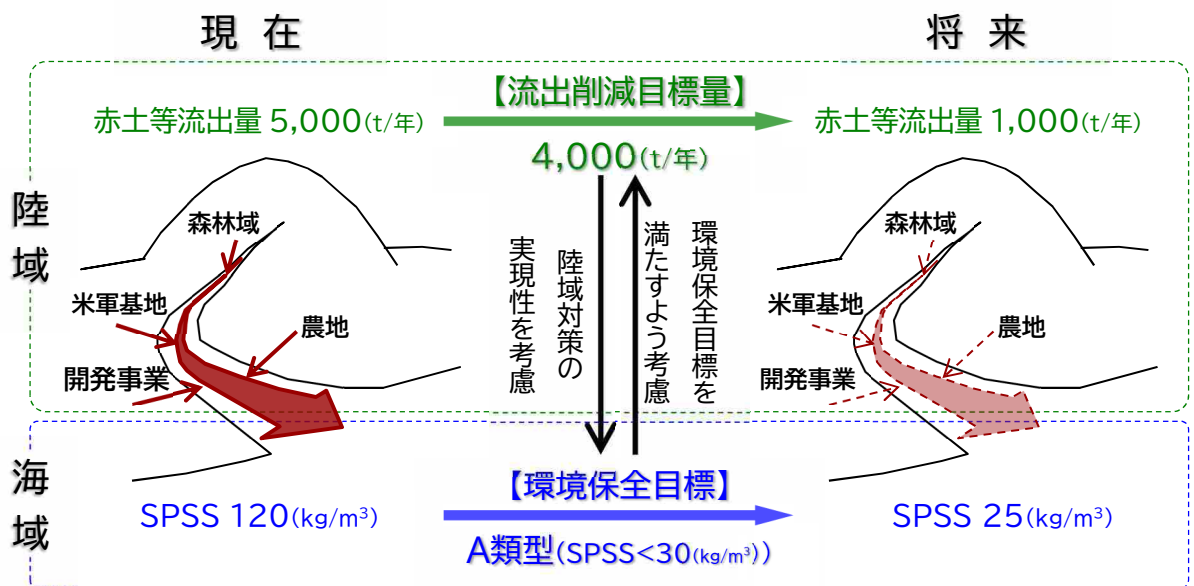 現 在
将 来
【流出削減目標量】
赤土等流出量 5,000(t/年)
赤土等流出量 1,000(t/年)
4,000(t/年)
陸域
森林域
米軍基地
農地
開発事業
陸域対策の
実現性を考慮
環境保全目標を
満たすよう考慮
森林域
米軍基地
農地
開発事業
海域
【環境保全目標】
SPSS 120(kg/m³)
SPSS 25(kg/m³)
A類型(SPSS<30(kg/m³))